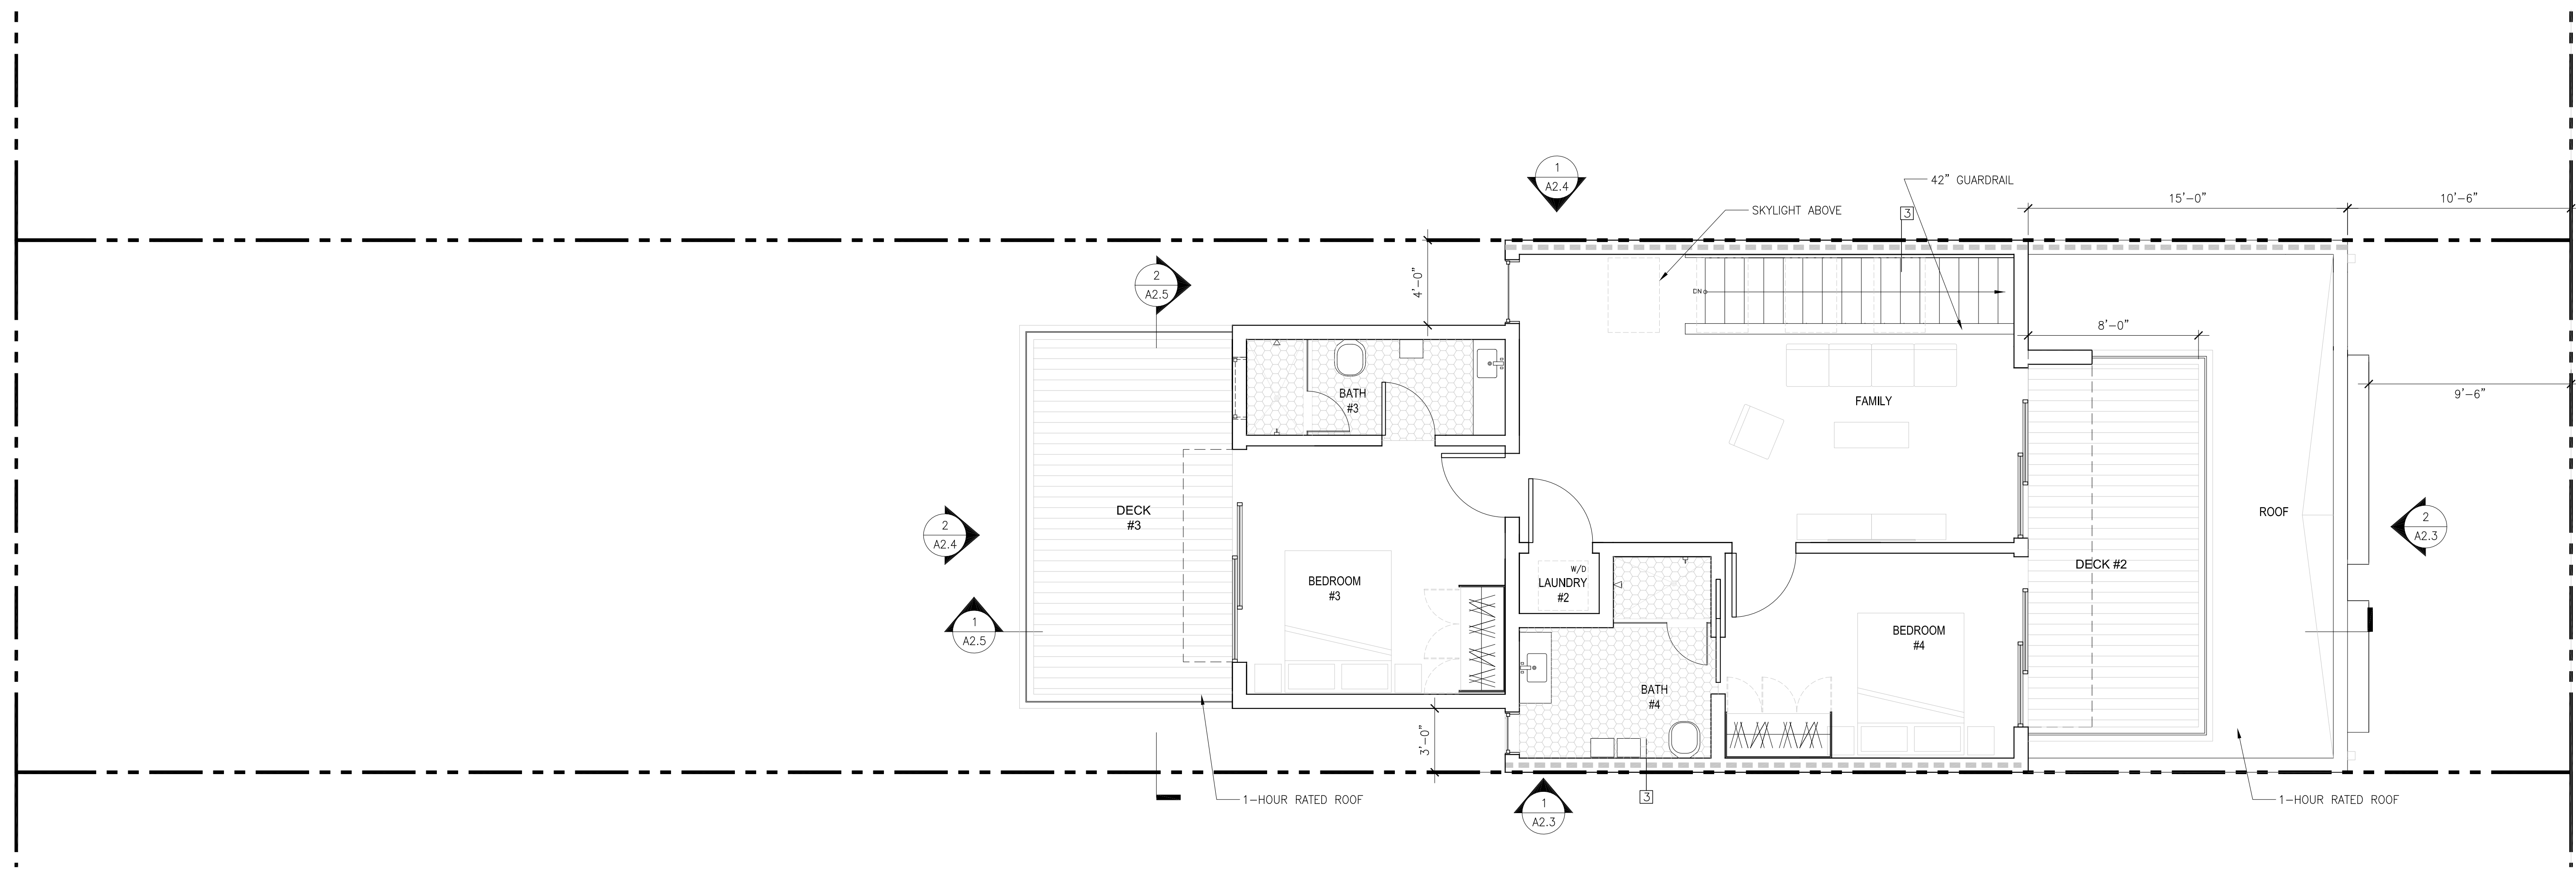 1
A2.4
42" GUARDRAIL
SKYLIGHT ABOVE
3
15'-0"
10'-6"
2
A2.5
4'-0"
DN
8'-0"
BATH
#3
FAMILY
9'-6"
DECK
#3
ROOF
2
A2.4
2
A2.3
BEDROOM
#3
W/D
LAUNDRY
#2
DECK #2
1
A2.5
BEDROOM
#4
BATH
#4
3'-0"
1-HOUR RATED ROOF
3
1-HOUR RATED ROOF
1
A2.3